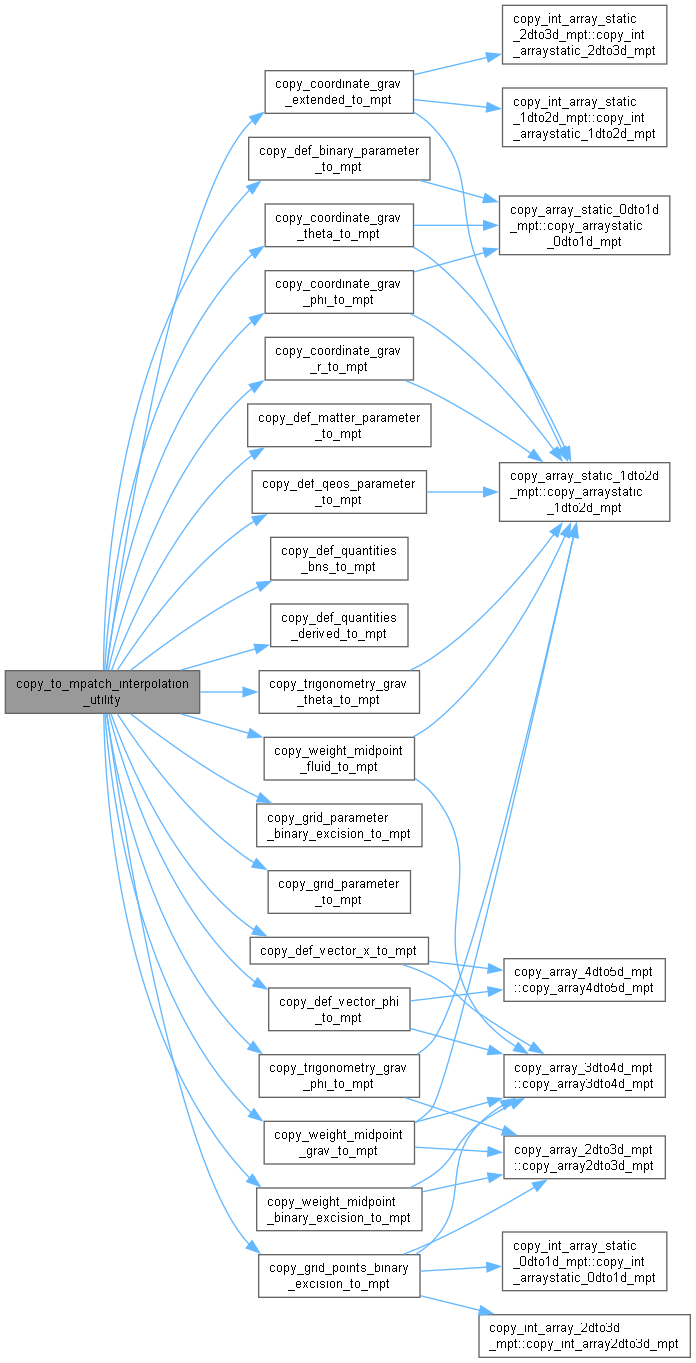 copy_int_array_static
_2dto3d_mpt::copy_int
_arraystatic_2dto3d_mpt
copy_coordinate_grav
_extended_to_mpt
copy_int_array_static
_1dto2d_mpt::copy_int
_arraystatic_1dto2d_mpt
copy_def_binary_parameter
_to_mpt
copy_array_static_0dto1d
_mpt::copy_arraystatic
_0dto1d_mpt
copy_coordinate_grav
_theta_to_mpt
copy_coordinate_grav
_phi_to_mpt
copy_coordinate_grav
_r_to_mpt
copy_def_matter_parameter
_to_mpt
copy_array_static_1dto2d
_mpt::copy_arraystatic
_1dto2d_mpt
copy_def_qeos_parameter
_to_mpt
copy_def_quantities
_bns_to_mpt
copy_def_quantities
_derived_to_mpt
copy_to_mpatch_interpolation
_utility
copy_trigonometry_grav
_theta_to_mpt
copy_weight_midpoint
_fluid_to_mpt
copy_grid_parameter
_binary_excision_to_mpt
copy_grid_parameter
_to_mpt
copy_def_vector_x_to_mpt
copy_array_4dto5d_mpt
::copy_array4dto5d_mpt
copy_def_vector_phi
_to_mpt
copy_trigonometry_grav
_phi_to_mpt
copy_array_3dto4d_mpt
::copy_array3dto4d_mpt
copy_weight_midpoint
_grav_to_mpt
copy_array_2dto3d_mpt
::copy_array2dto3d_mpt
copy_weight_midpoint
_binary_excision_to_mpt
copy_int_array_static
_0dto1d_mpt::copy_int
_arraystatic_0dto1d_mpt
copy_grid_points_binary
_excision_to_mpt
copy_int_array_2dto3d
_mpt::copy_int_array2dto3d_mpt